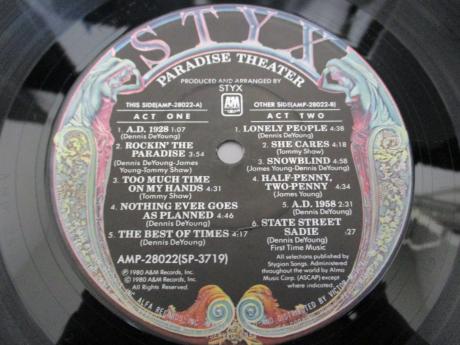 STYX
PARADISE THEATER
PRODUCED AND ARRANGED BY
STYX
THIS SIDE(AMP-28022-A)
ACT ONE
1. A.D. 1928 1:07
(Dennis DeYoung)
2. ROCKIN' THE
PARADISE 3:54
(Dennis DeYoung-James
Young-Tommy Shaw)
3. TOO MUCH TIME
ON MY HANDS 4:31
(Tommy Shaw)
4. NOTHING EVER GOES
AS PLANNED 4:46
(Dennis DeYoung)
5. THE BEST OF TIMES 4:17
(Dennis DeYoung)
AMP-28022(SP-3719)
Ⓟ1980 A&M Records, Inc.
©1980 A&M Records, Inc.
All Rights Reserved.
A&M
OTHER SIDE(AMP-28022-B)
ACT TWO
1. LONELY PEOPLE 4:38
(Dennis DeYoung)
2. SHE CARES 4:18
(Tommy Shaw)
3. SNOWBLIND 4:58
(James Young-Dennis DeYoung)
4. HALF-PENNY,
TWO-PENNY 4:34
(James Young)
5. A.D. 1958 2:31
(Dennis DeYoung)
6. STATE STREET
SADIE :27
(Dennis DeYoung)
First Time Music
All selections published by
Stygian Songs. Administered
throughout the world by Almo
Music Corp. (ASCAP) except
where indicated.
ALFA RECORDS
AND DISTRIBUTED BY VICTOR